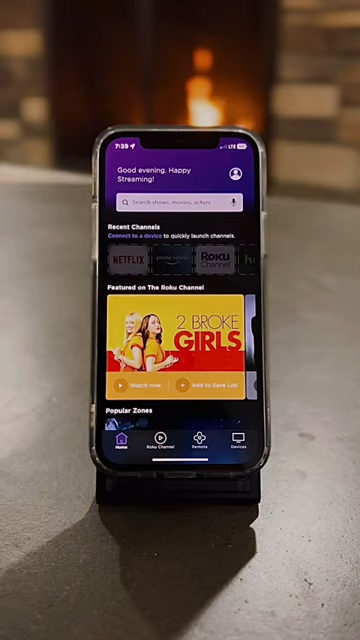 7:39
LTE
Good evening. Happy
Streaming!
Search shows, movies, actors
Recent Channels
Connect to a device to quickly launch channels.
NETFLIX
prime video
Roku
Channel
h
Featured on The Roku Channel
2 BROKE
GIRLS
Watch now
Add to Save List
Popular Zones
Home
Roku Channel
Remote
Devices